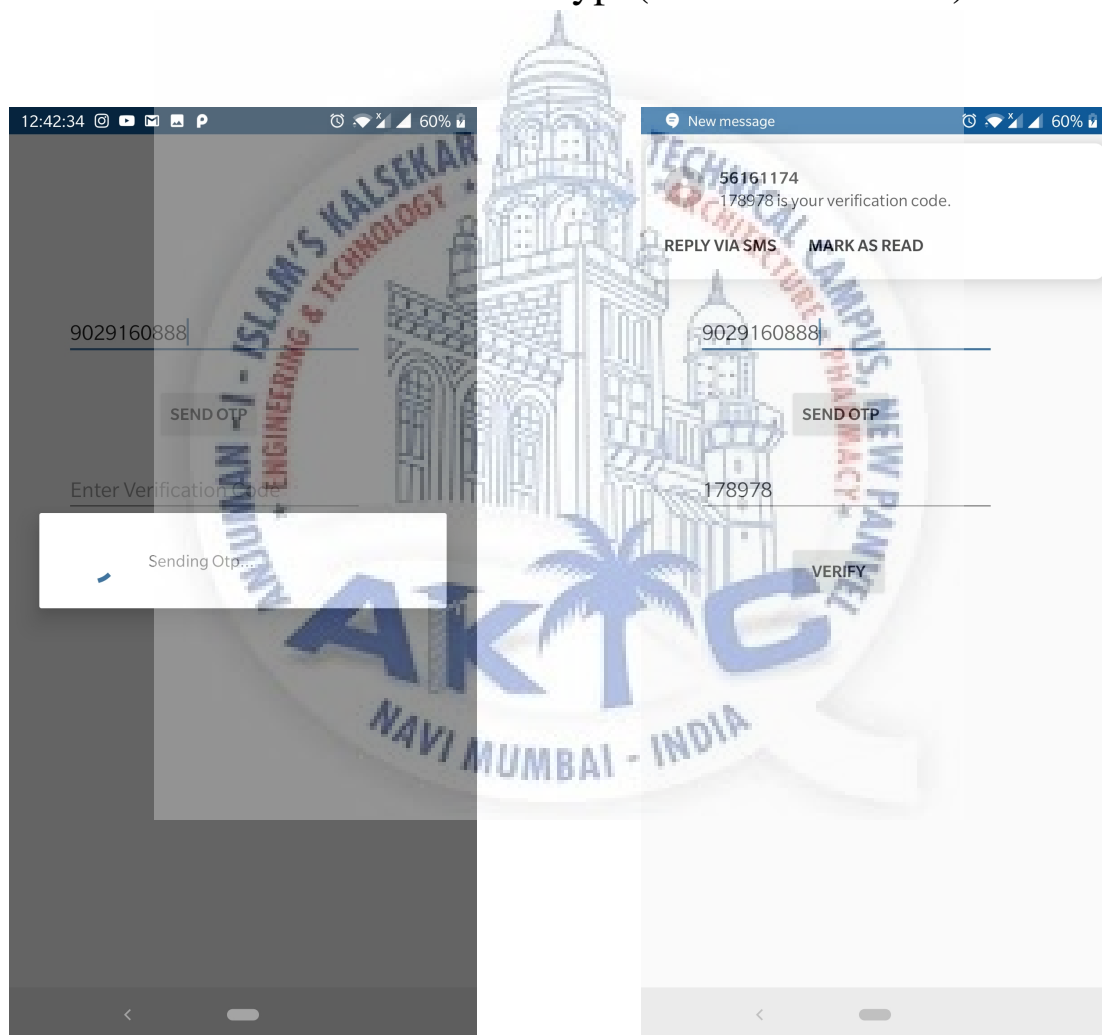 12:42:34 60%
9029160888
SEND OTP
Enter Verification Code
Sending Otp...
New message 60%
56161174
178978 is your verification code.
REPLY VIA SMS MARK AS READ
9029160888
SEND OTP
178978
VERIFY
ANJUMAN - I - ISLAM'S KALSEKAR TECHNICAL CAMPUS, NEW PANVEL
ENGINEERING & TECHNOLOGY * ARCHITECTURE * PHARMACY *
AKTC
NAVI MUMBAI - INDIA